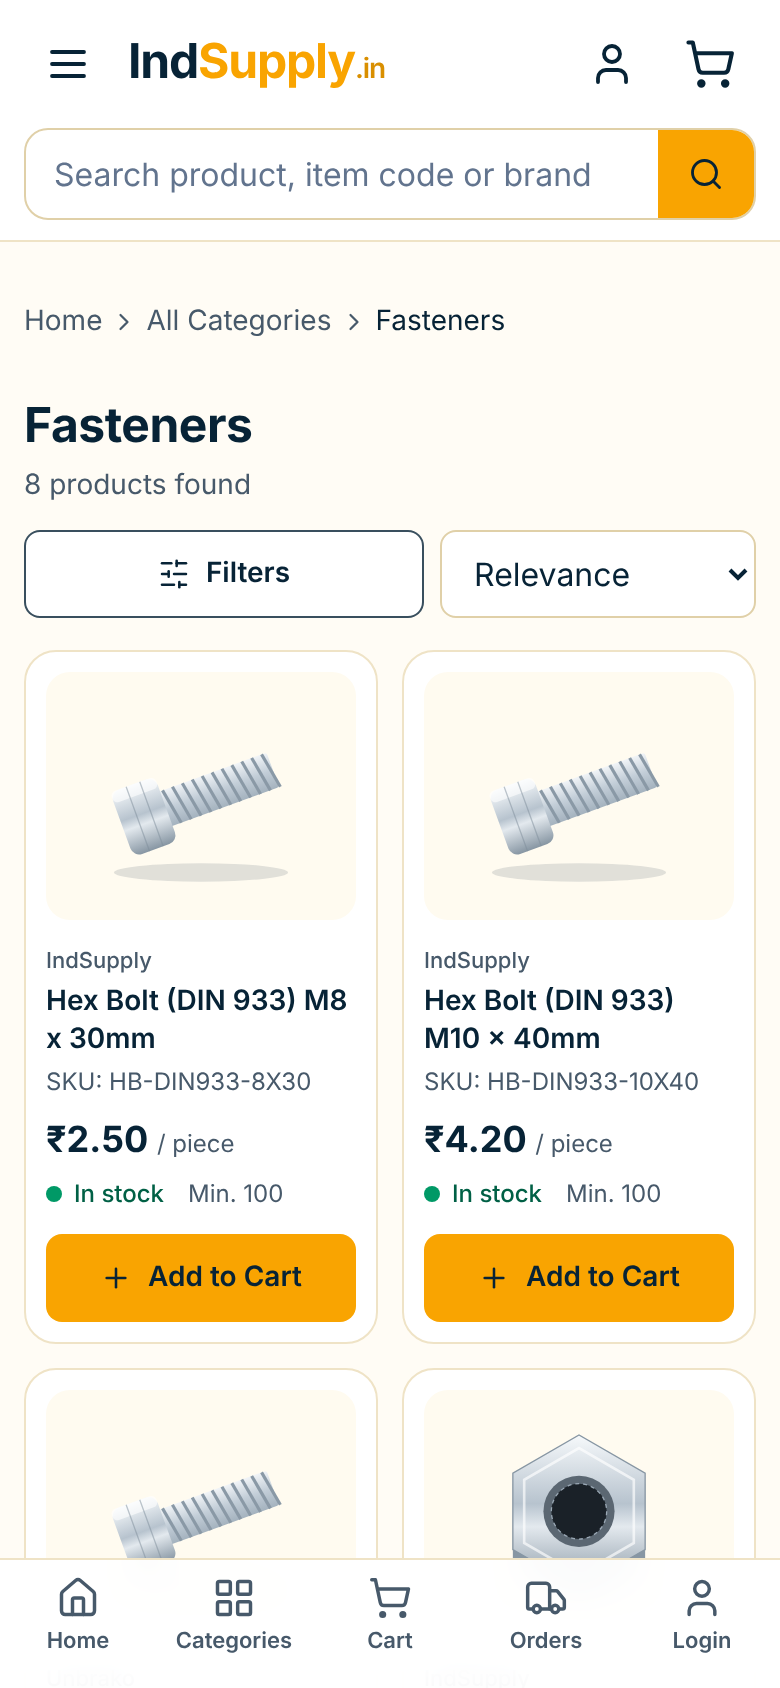 IndSupply.in
Search product, item code or brand
Home > All Categories > Fasteners
Fasteners
8 products found
Filters
Relevance
IndSupply
Hex Bolt (DIN 933) M8
x 30mm
SKU: HB-DIN933-8X30
₹2.50 / piece
In stock Min. 100
Add to Cart
IndSupply
Hex Bolt (DIN 933)
M10 × 40mm
SKU: HB-DIN933-10X40
₹4.20 / piece
In stock Min. 100
Add to Cart
Home
Categories
Cart
Orders
Login